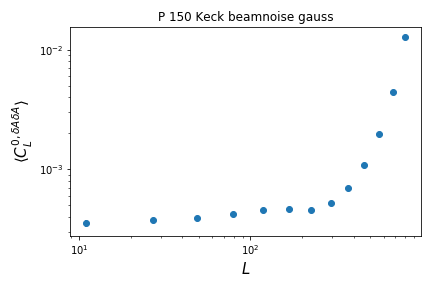 P 150 Keck beamnoise gauss
10⁻²
⟨C_L^{0, δAδA}⟩
10⁻³
10¹
10²
L